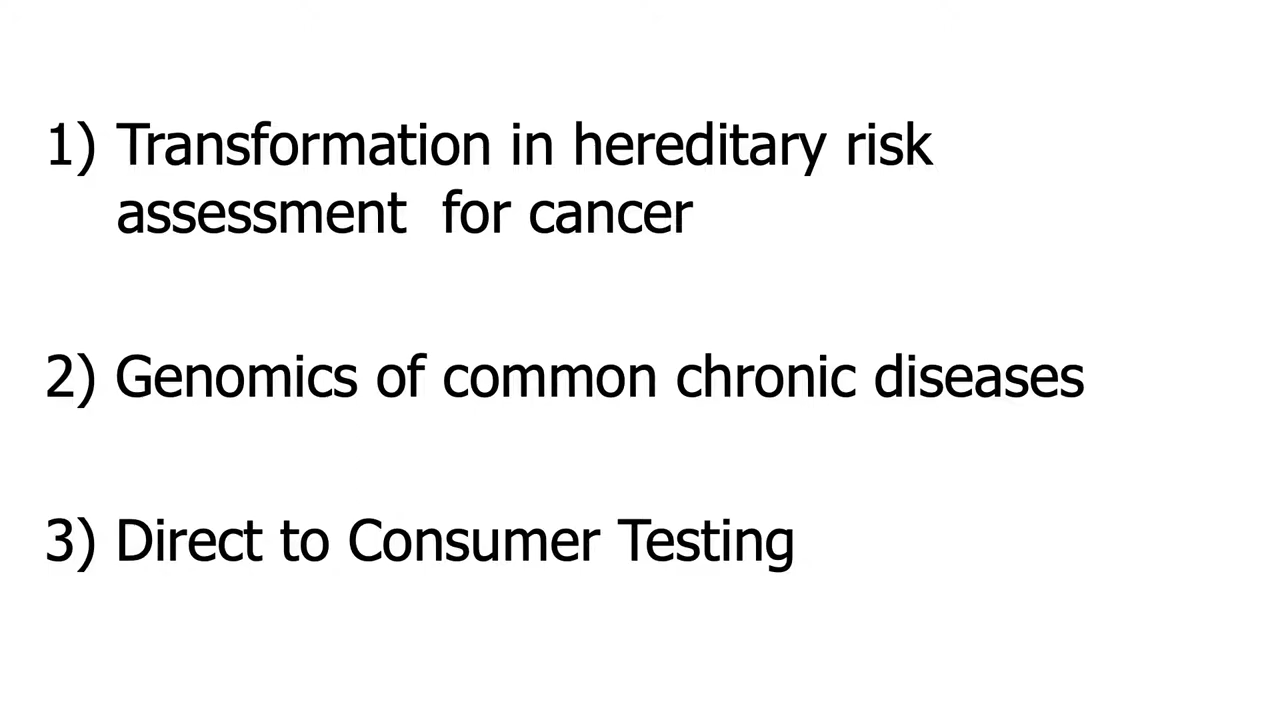 1) Transformation in hereditary risk
assessment  for cancer
2) Genomics of common chronic diseases
3) Direct to Consumer Testing